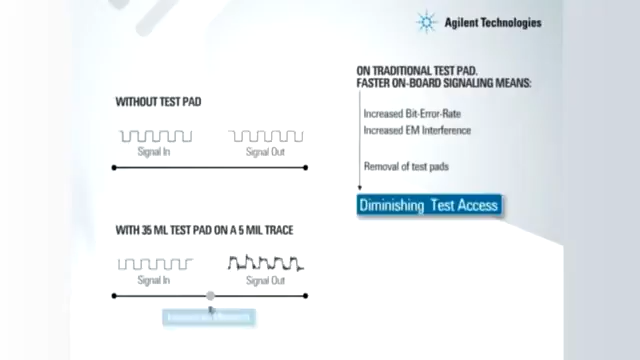 Agilent Technologies
ON TRADITIONAL TEST PAD.
FASTER ON-BOARD SIGNALING MEANS:
WITHOUT TEST PAD
Signal In
Signal Out
Increased Bit-Error-Rate
Increased EM Interference
Removal of test pads
Diminishing Test Access
WITH 35 ML TEST PAD ON A 5 MIL TRACE
Signal In
Signal Out